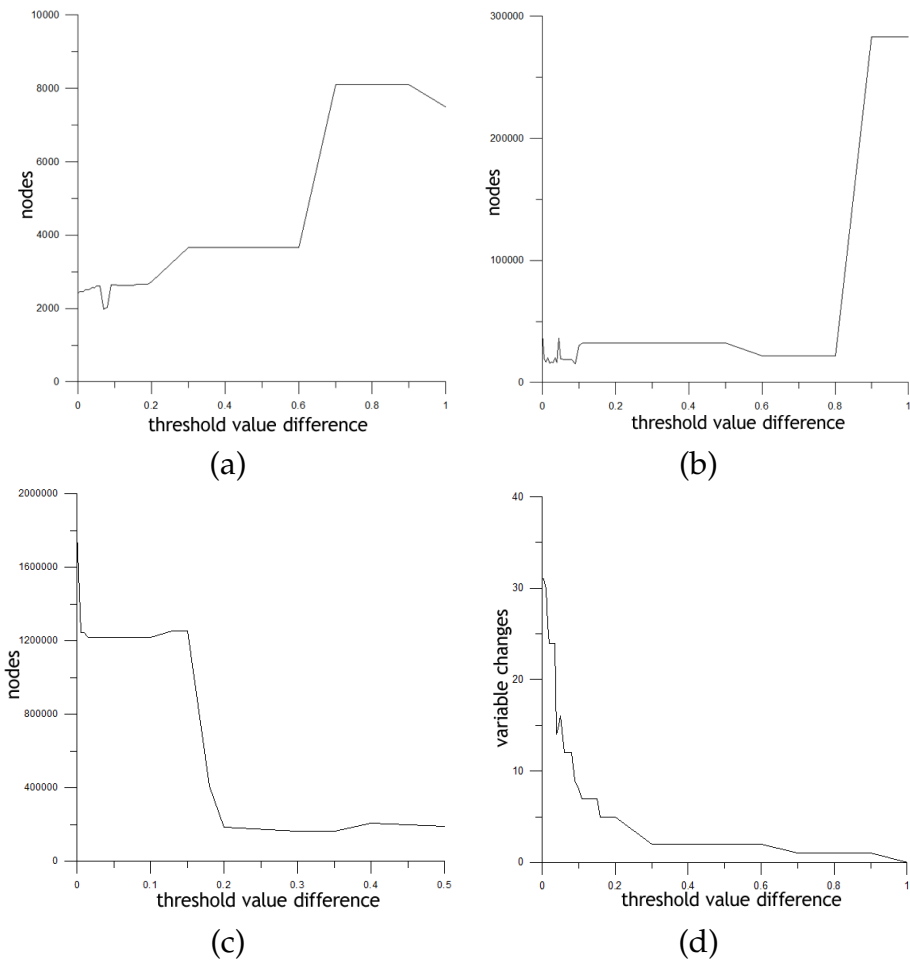 10000
8000
6000
4000
2000
0
nodes
0 0.2 0.4 0.6 0.8 1
threshold value difference
(a)
300000
200000
100000
0
nodes
0 0.2 0.4 0.6 0.8 1
threshold value difference
(b)
2000000
1600000
1200000
800000
400000
0
nodes
0 0.1 0.2 0.3 0.4 0.5
threshold value difference
(c)
40
30
20
10
0
variable changes
0 0.2 0.4 0.6 0.8 1
threshold value difference
(d)